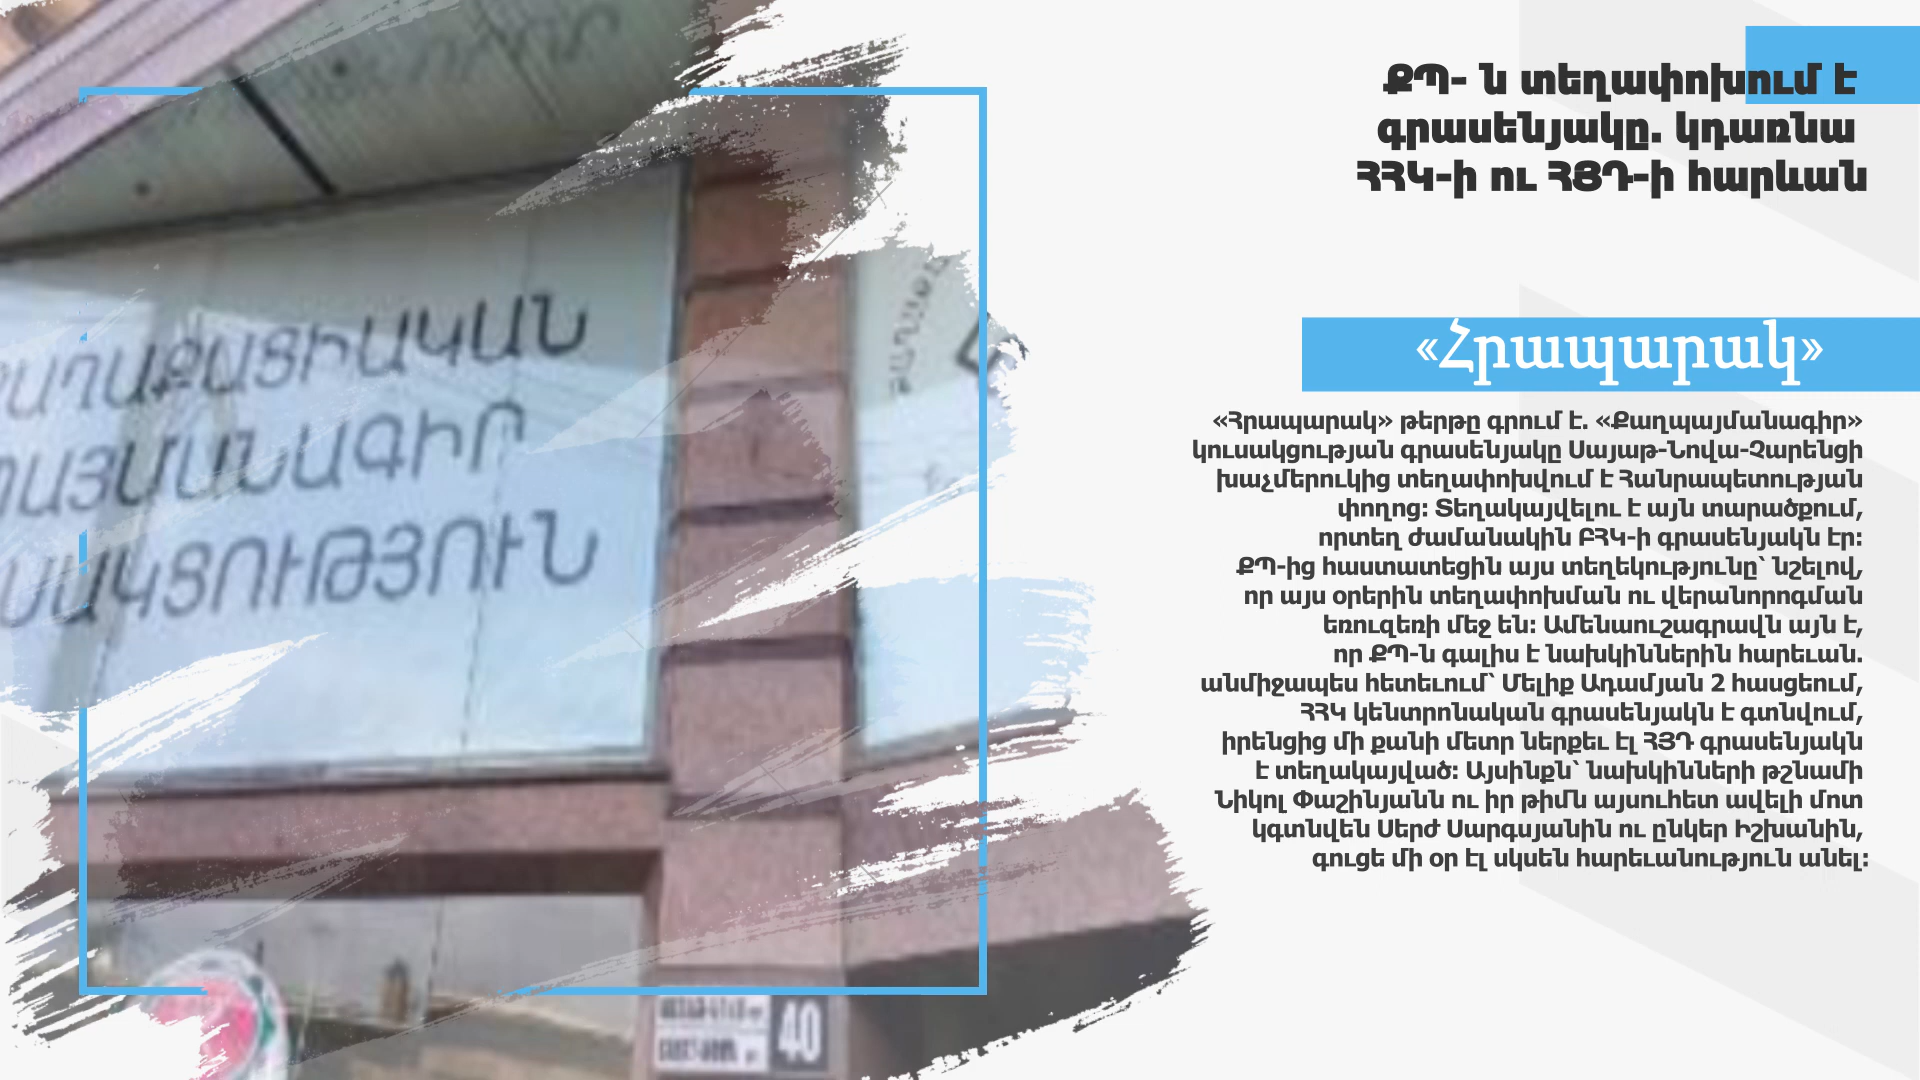 ՔՊ- ն տեղափոխում է
գրասենյակը. կդառնա
ՀՀԿ-ի ու ՀՅԴ-ի հարևան
«Հրապարակ»
«Հրապարակ» թերթը գրում է. «Քաղպայմանագիր»
կուսակցության գրասենյակը Սայաթ-Նովա-Չարենցի
խաչմերուկից տեղափոխվում է Հանրապետության
փողոց: Տեղակայվելու է այն տարածքում,
որտեղ ժամանակին ԲՀԿ-ի գրասենյակն էր:
ՔՊ-ից հաստատեցին այս տեղեկությունը՝ նշելով,
որ այս օրերին տեղափոխման ու վերանորոգման
եռուզեռի մեջ են: Ամենաուշագրավն այն է,
որ ՔՊ-ն գալիս է նախկիններին հարեւան.
անմիջապես հետեւում՝ Մելիք Ադամյան 2 հասցեում,
ՀՀԿ կենտրոնական գրասենյակն է գտնվում,
իրենցից մի քանի մետր ներքեւ էլ ՀՅԴ գրասենյակն
է տեղակայված: Այսինքն՝ նախկինների թշնամի
Նիկոլ Փաշինյանն ու իր թիմն այսուհետ ավելի մոտ
կգտնվեն Սերժ Սարգսյանին ու ընկեր Իշխանին,
գուցե մի օր էլ սկսեն հարեւանություն անել:
ՔԱՂԱՔԱՑԻԱԿԱՆ
ՊԱՅՄԱՆԱԳԻՐ
ՍԱԿՑՈՒԹՅՈՒՆ
40